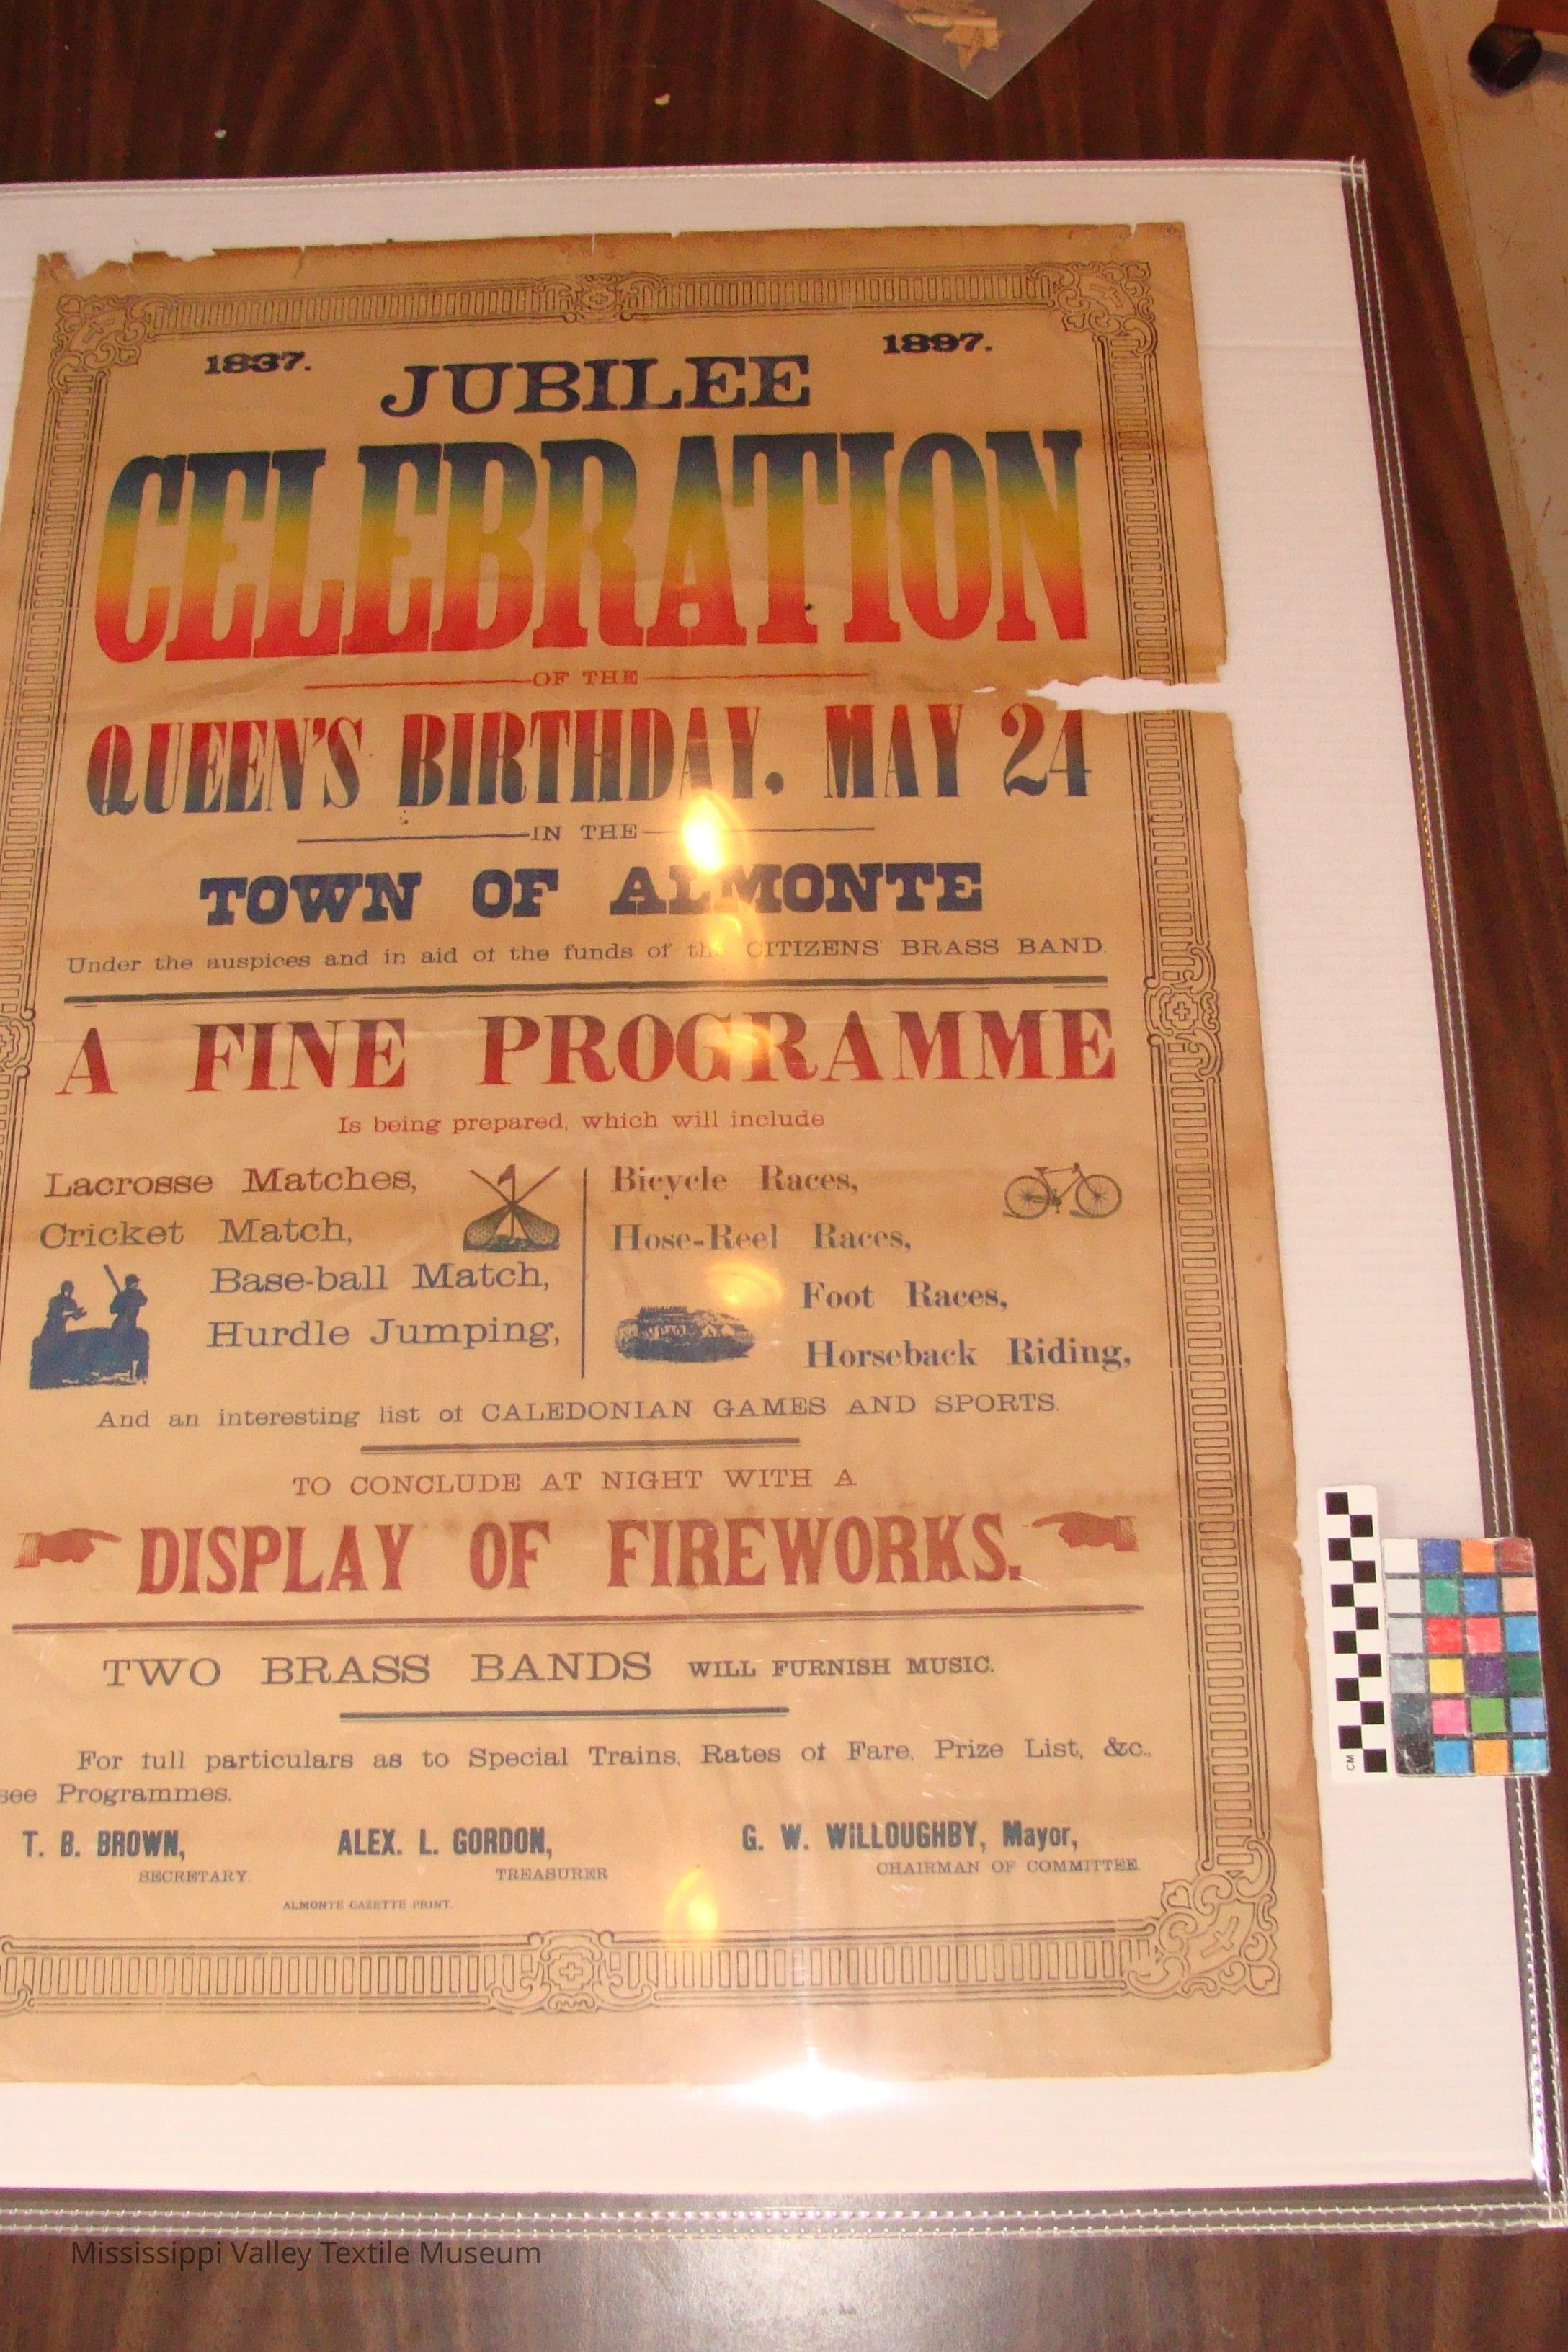 1837. 1897.
JUBILEE
CELEBRATION
OF THE
QUEEN'S BIRTHDAY. MAY 24
IN THE
TOWN OF ALMONTE
Under the auspices and in aid of the funds of the CITIZENS' BRASS BAND.
A FINE PROGRAMME
Is being prepared, which will include
Lacrosse Matches,
Cricket Match,
Base-ball Match,
Hurdle Jumping,
Bicycle Races,
Hose-Reel Races,
Foot Races,
Horseback Riding,
And an interesting list of CALEDONIAN GAMES AND SPORTS.
TO CONCLUDE AT NIGHT WITH A
DISPLAY OF FIREWORKS.
TWO BRASS BANDS WILL FURNISH MUSIC.
For full particulars as to Special Trains, Rates of Fare, Prize List, &c.,
see Programmes.
T. B. BROWN, ALEX. L. GORDON, G. W. WILLOUGHBY, Mayor,
SECRETARY. TREASURER CHAIRMAN OF COMMITTEE.
ALMONTE GAZETTE PRINT.
CM
Mississippi Valley Textile Museum